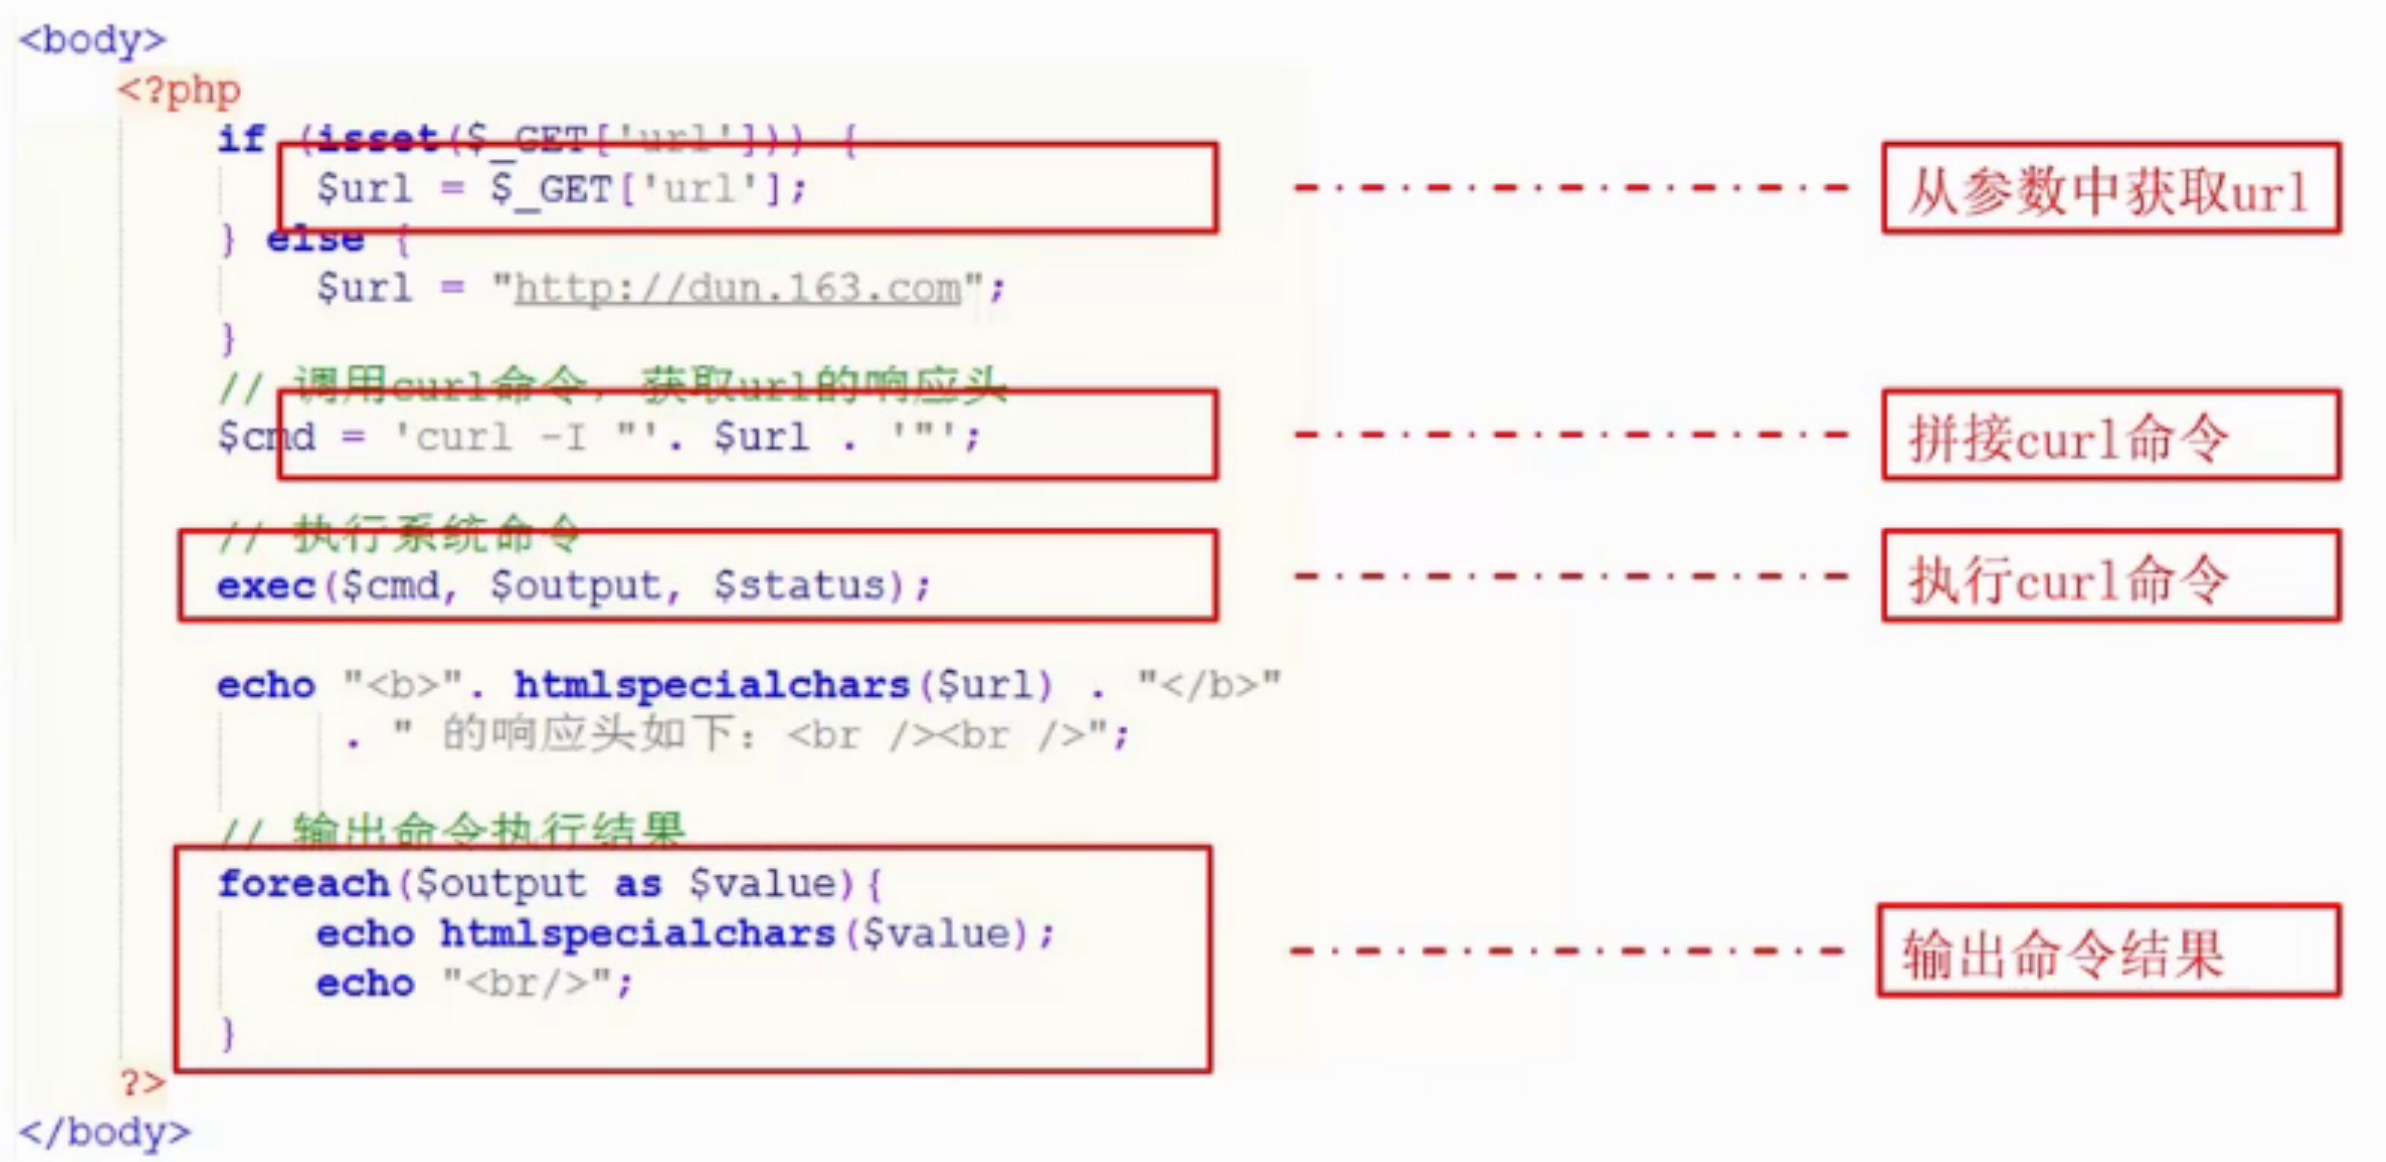 <body>
<?php
if (isset($_GET['url'])) {
$url = $_GET['url'];
从参数中获取url
} else {
$url = "http://dun.163.com";
}
// 调用curl命令，获取url的响应头
$cmd = 'curl -I "'. $url . '"';
拼接curl命令
// 执行系统命令
exec($cmd, $output, $status);
执行curl命令
echo "<b>". htmlspecialchars($url) . "</b>"
. " 的响应头如下：<br /><br />";
// 输出命令执行结果
foreach($output as $value){
echo htmlspecialchars($value);
输出命令结果
echo "<br/>";
}
?>
</body>